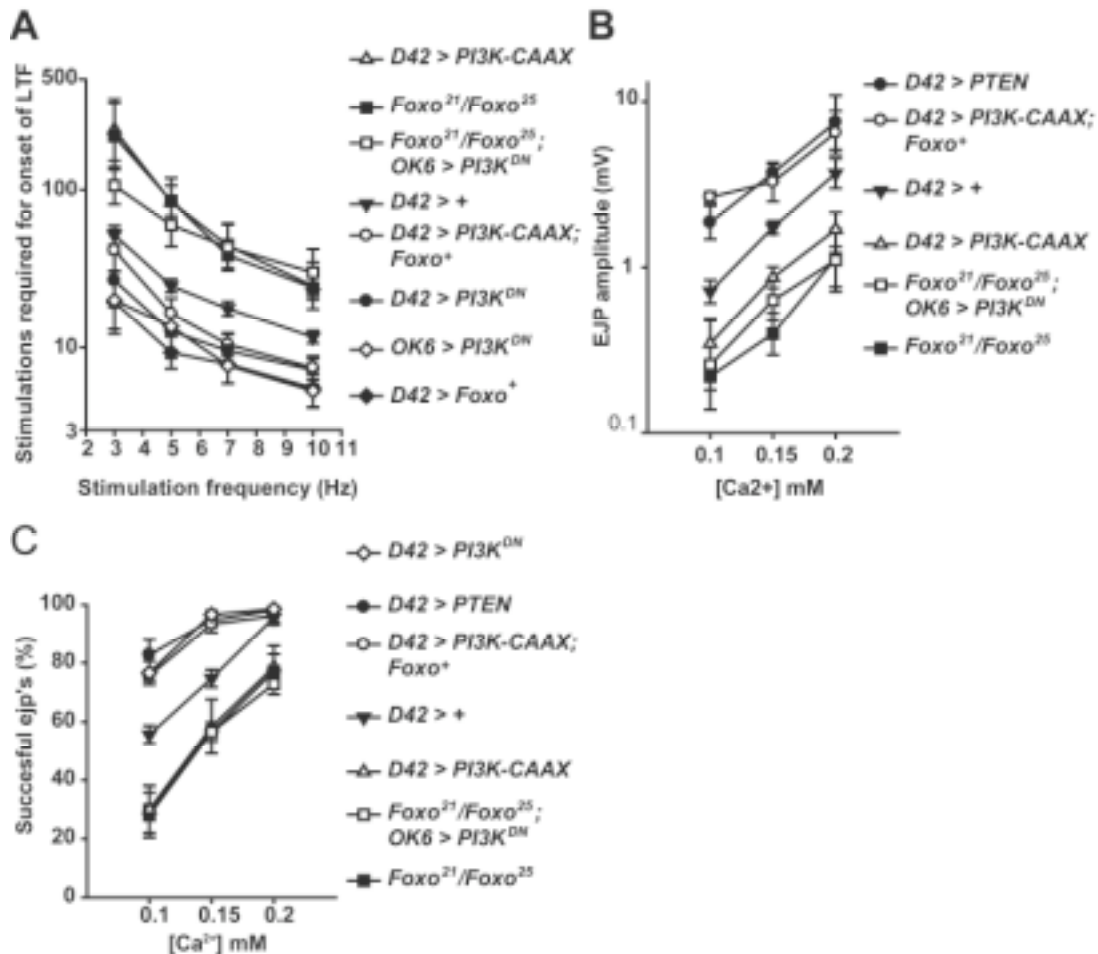 A
Stimulations required for onset of LTF
500
100
10
3
2 3 4 5 6 7 8 9 10 11
Stimulation frequency (Hz)
D42 > PI3K-CAAX
Foxo²¹/Foxo²⁵
Foxo²¹/Foxo²⁵;
OK6 > PI3Kᴰᴺ
D42 > +
D42 > PI3K-CAAX;
Foxo⁺
D42 > PI3Kᴰᴺ
OK6 > PI3Kᴰᴺ
D42 > Foxo⁺
B
EJP amplitude (mV)
10
1
0.1
0.1 0.15 0.2
[Ca2+] mM
D42 > PTEN
D42 > PI3K-CAAX;
Foxo⁺
D42 > +
D42 > PI3K-CAAX
Foxo²¹/Foxo²⁵;
OK6 > PI3Kᴰᴺ
Foxo²¹/Foxo²⁵
C
Succesful ejp's (%)
100
80
60
40
20
0
0.1 0.15 0.2
[Ca²⁺] mM
D42 > PI3Kᴰᴺ
D42 > PTEN
D42 > PI3K-CAAX;
Foxo⁺
D42 > +
D42 > PI3K-CAAX
Foxo²¹/Foxo²⁵;
OK6 > PI3Kᴰᴺ
Foxo²¹/Foxo²⁵